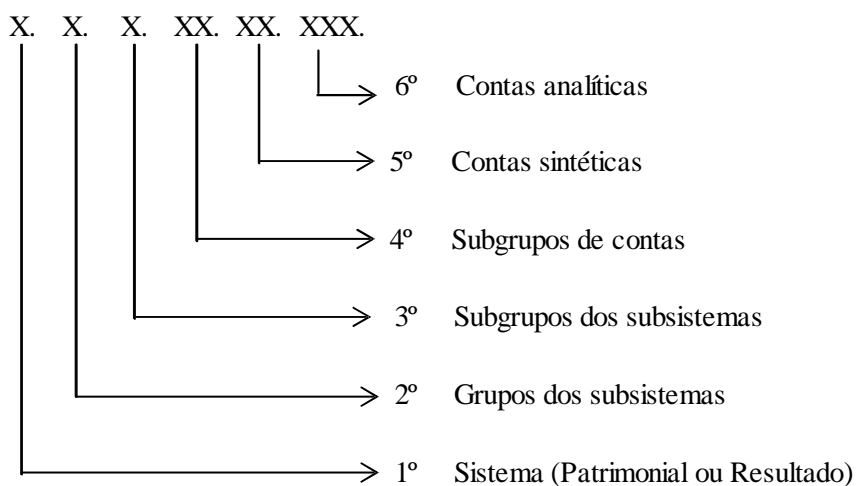 X. X. X. XX. XX. XXX.
6º Contas analíticas
5º Contas sintéticas
4º Subgrupos de contas
3º Subgrupos dos subsistemas
2º Grupos dos subsistemas
1º Sistema (Patrimonial ou Resultado)